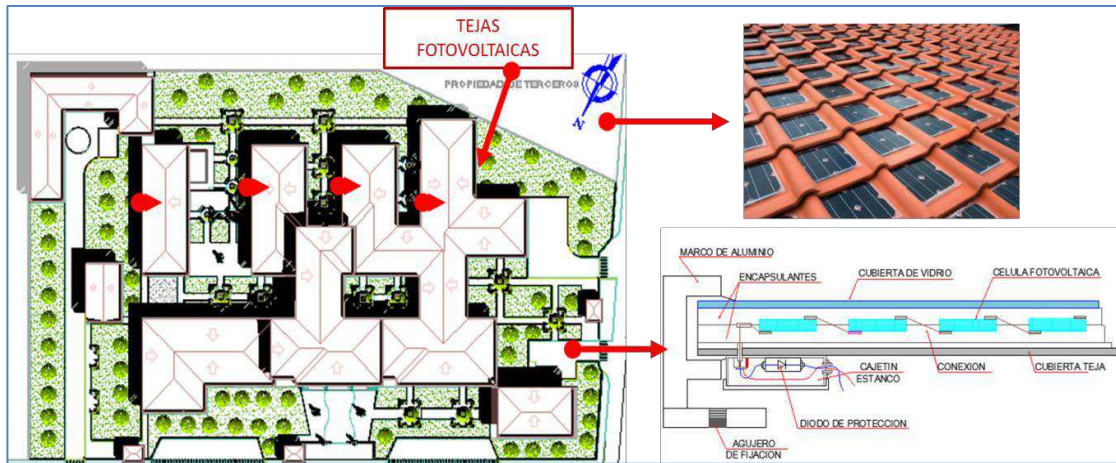 TEJAS
FOTOVOLTAICAS
PROPIEDAD DE TERCEROS
N
MARCO DE ALUMINIO
ENCAPSULANTES
CUBIERTA DE VIDRIO
CELULA FOTOVOLTAICA
CAJETIN
ESTANCO
CONEXION
CUBIERTA TEJA
DIODO DE PROTECCION
AGUJERO
DE FIJACION